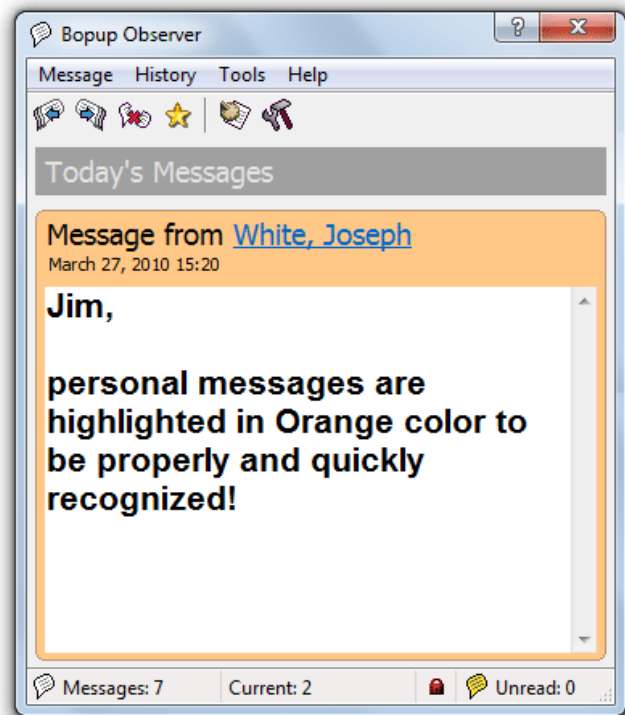 Bopup Observer
Message History Tools Help
Today's Messages
Message from White, Joseph
March 27, 2010 15:20
Jim,
personal messages are
highlighted in Orange color to
be properly and quickly
recognized!
Messages: 7 Current: 2 Unread: 0